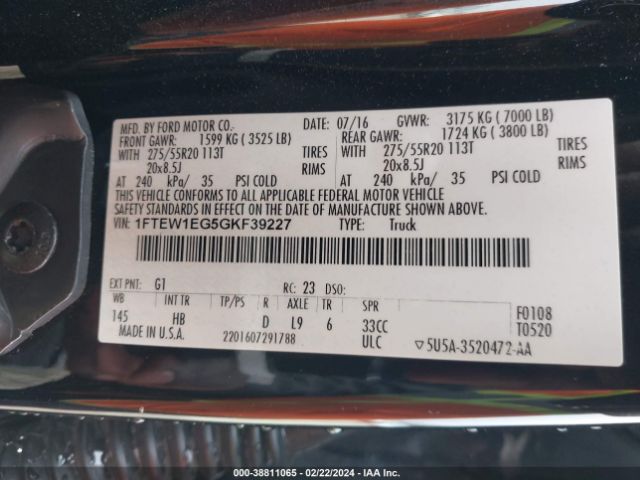 MFD. BY FORD MOTOR CO. DATE: 07/16 GVWR: 3175 KG ( 7000 LB)
FRONT GAWR: 1599 KG ( 3525 LB) REAR GAWR: 1724 KG ( 3800 LB)
WITH 275/55R20 113T TIRES WITH 275/55R20 113T TIRES
20x8.5J RIMS 20x8.5J RIMS
AT 240 kPa/ 35 PSI COLD AT 240 kPa/ 35 PSI COLD
THIS VEHICLE CONFORMS TO ALL APPLICABLE FEDERAL MOTOR VEHICLE
SAFETY STANDARDS IN EFFECT ON THE DATE OF MANUFACTURE SHOWN ABOVE.
VIN: 1FTEW1EG5GKF39227 TYPE: Truck
EXT PNT: G1 RC: 23 DSO:
WB INT TR TP/PS R AXLE TR SPR F0108
145 HB D L9 6 33CC T0520
MADE IN U.S.A. 2201607291788 ULC ▽5U5A-3520472-AA
000-38811065 - 02/22/2024 - IAA Inc.